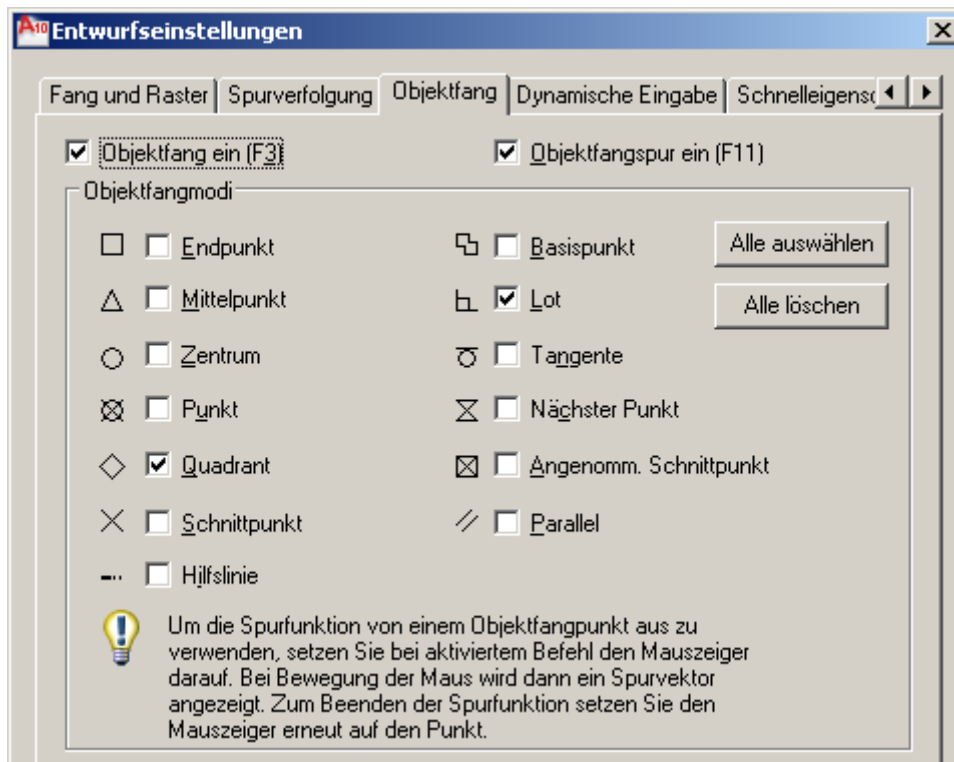 A10 Entwurfseinstellungen
Fang und Raster Spurverfolgung Objektfang Dynamische Eingabe Schnelleigensc
Objektfang ein (F3) Objektfangspur ein (F11)
Objektfangmodi
Endpunkt Basispunkt Alle auswählen
Mittelpunkt Lot Alle löschen
Zentrum Tangente
Punkt Nächster Punkt
Quadrant Angenomm. Schnittpunkt
Schnittpunkt Parallel
Hilfslinie
Um die Spurfunktion von einem Objektfangpunkt aus zu
verwenden, setzen Sie bei aktiviertem Befehl den Mauszeiger
darauf. Bei Bewegung der Maus wird dann ein Spurvektor
angezeigt. Zum Beenden der Spurfunktion setzen Sie den
Mauszeiger erneut auf den Punkt.